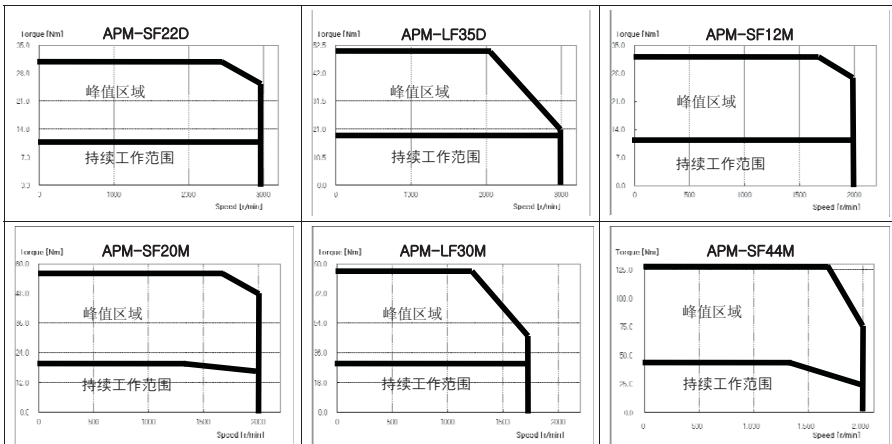 APM-SF22D
Torque [Nm]
35.0
28.0
21.0
14.0
7.0
0.0
峰值区域
持续工作范围
0 1000 2000 3000
Speed [r/min]
APM-LF35D
Torque [Nm]
52.5
42.0
31.5
21.0
10.5
0.0
峰值区域
持续工作范围
0 1000 2000 3000
Speed [r/min]
APM-SF12M
Torque [Nm]
35.0
28.0
21.0
14.0
7.0
0.0
峰值区域
持续工作范围
0 500 1000 1500 2000
Speed [r/min]
APM-SF20M
Torque [Nm]
60.0
48.0
36.0
24.0
12.0
0.0
峰值区域
持续工作范围
0 500 1000 1500 2000
Speed [r/min]
APM-LF30M
Torque [Nm]
90.0
72.0
54.0
36.0
18.0
0.0
峰值区域
持续工作范围
0 500 1000 1500 2000
Speed [r/min]
APM-SF44M
Torque [Nm]
125.0
100.0
75.0
50.0
25.0
0.0
峰值区域
持续工作范围
0 500 1.000 1.500 2.000
Speed [r/min]